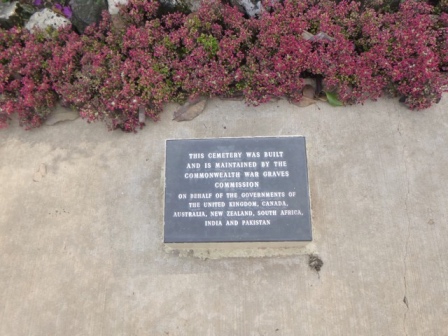 THIS CEMETERY WAS BUILT
AND IS MAINTAINED BY THE
COMMONWEALTH WAR GRAVES
COMMISSION
ON BEHALF OF THE GOVERNMENTS OF
THE UNITED KINGDOM, CANADA,
AUSTRALIA, NEW ZEALAND, SOUTH AFRICA,
INDIA AND PAKISTAN